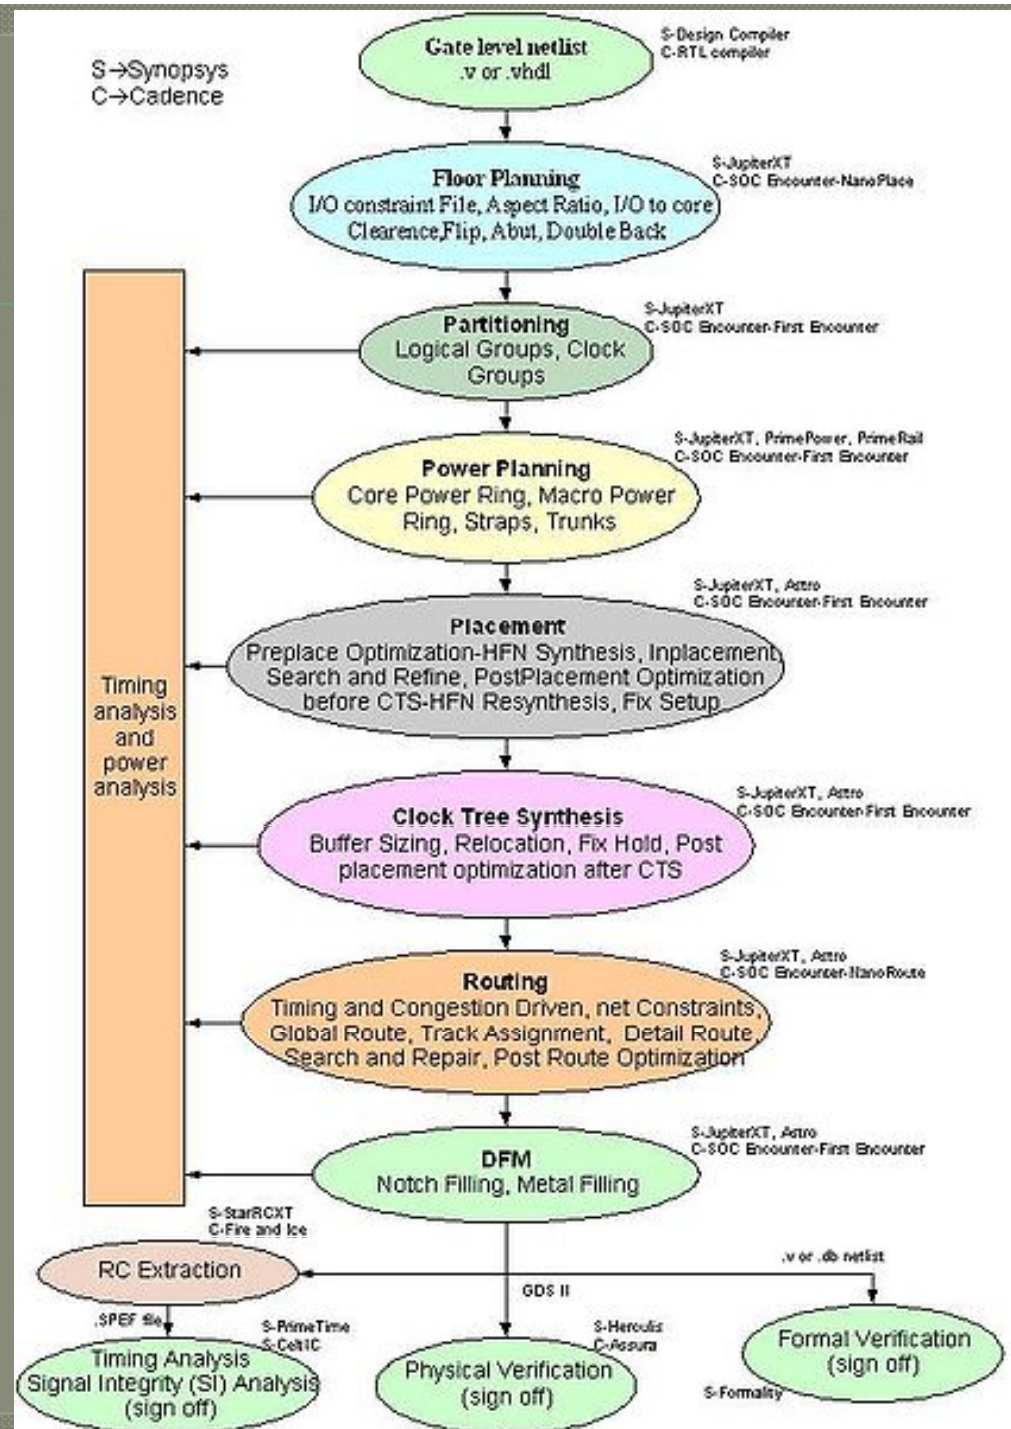 S→Synopsys
C→Cadence
Gate level netlist
.v or .vhdl
S-Design Compiler
C-RTL compiler
Floor Planning
I/O constraint File, Aspect Ratio, I/O to core
Clearence,Flip, Abut, Double Back
S-JupiterXT
C-SOC Encounter-NanoPlace
Partitioning
Logical Groups, Clock
Groups
S-JupiterXT
C-SOC Encounter-First Encounter
Power Planning
Core Power Ring, Macro Power
Ring, Straps, Trunks
S-JupiterXT, PrimePower, PrimeRail
C-SOC Encounter-First Encounter
Placement
Preplace Optimization-HFN Synthesis, Inplacement,
Search and Refine, PostPlacement Optimization
before CTS-HFN Resynthesis, Fix Setup
S-JupiterXT, Astro
C-SOC Encounter-First Encounter
Timing
analysis
and
power
analysis
Clock Tree Synthesis
Buffer Sizing, Relocation, Fix Hold, Post
placement optimization after CTS
S-JupiterXT, Astro
C-SOC Encounter-First Encounter
Routing
Timing and Congestion Driven, net Constraints,
Global Route, Track Assignment, Detail Route,
Search and Repair, Post Route Optimization
S-JupiterXT, Astro
C-SOC Encounter-NanoRoute
DFM
Notch Filling, Metal Filling
S-JupiterXT, Astro
C-SOC Encounter-First Encounter
S-StarRCXT
C-Fire and Ice
RC Extraction
GDS II
.v or .db netlist
.SPEF file
S-PrimeTime
S-CeltIC
Timing Analysis
Signal Integrity (SI) Analysis
(sign off)
S-Herculis
C-Assura
Physical Verification
(sign off)
Formal Verification
(sign off)
S-Formality